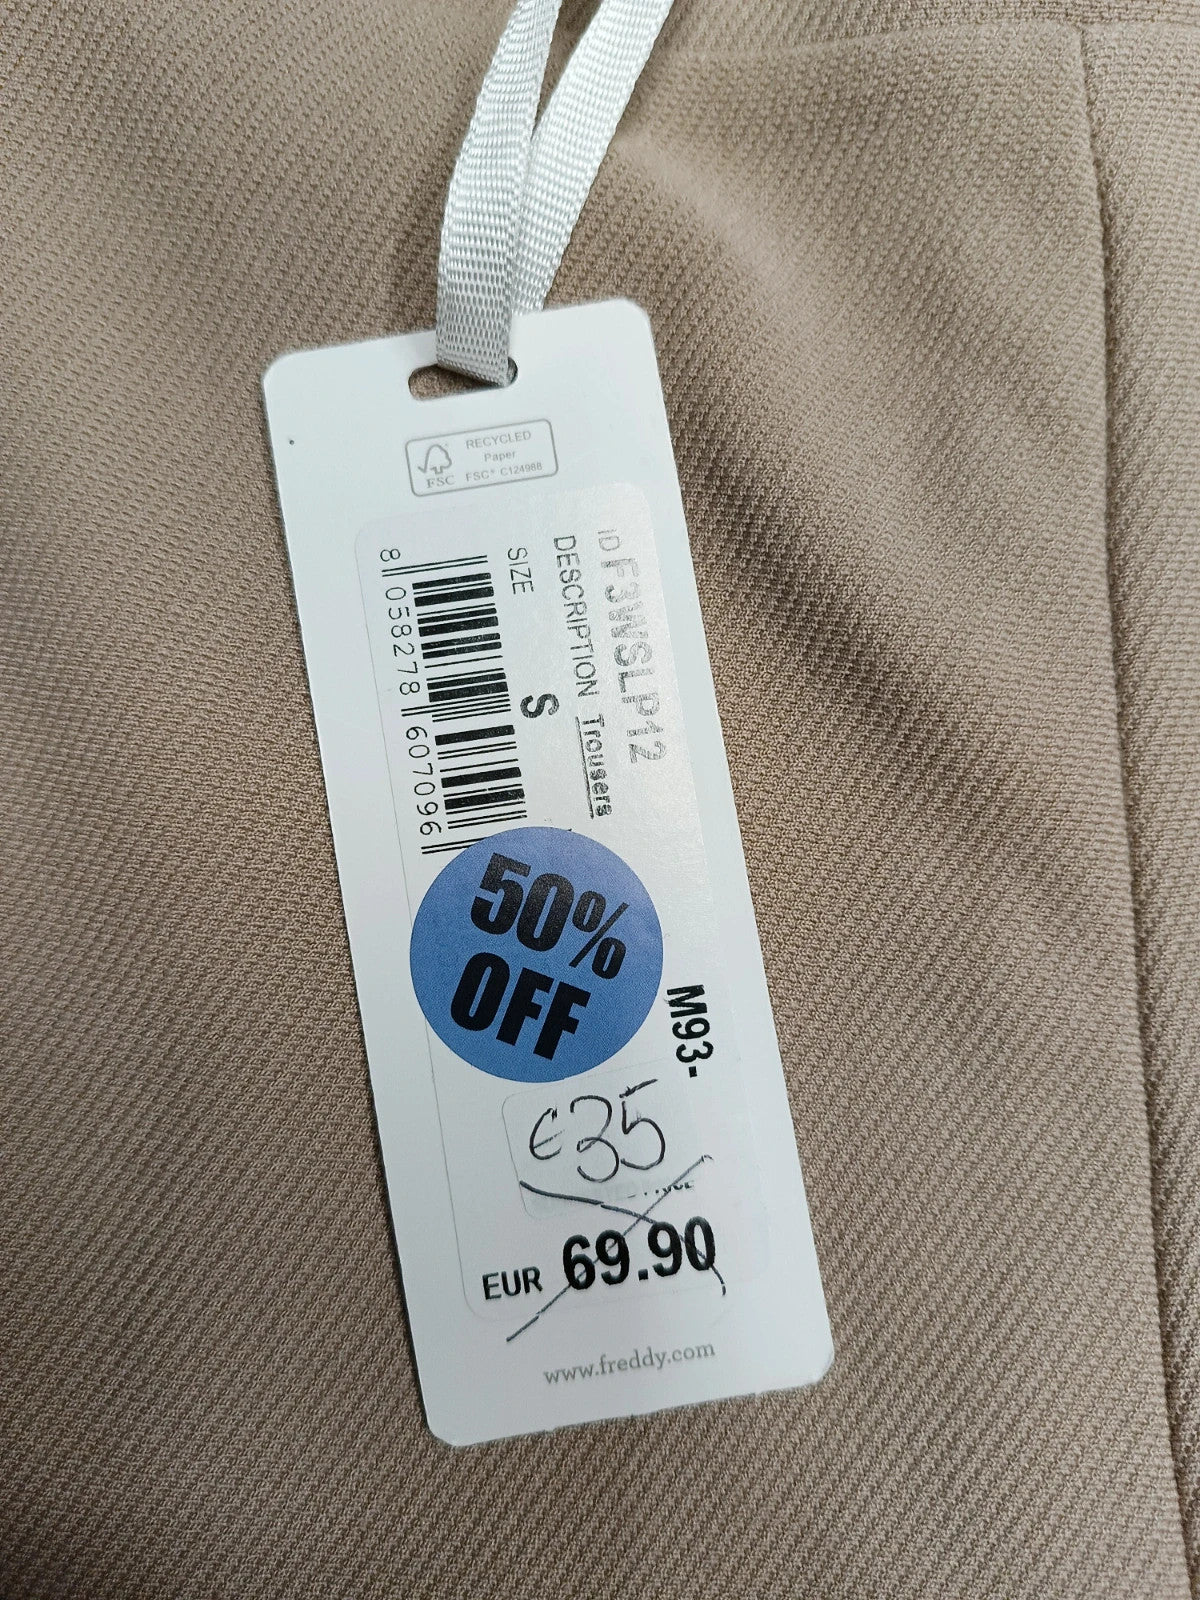 RECYCLED
Paper
FSC® C124988
FSC
ID F3WSLP12
DESCRIPTION Trousers
SIZE S
8 058278 607096
50%
OFF
M93-
€35
EUR 69.90
www.freddy.com